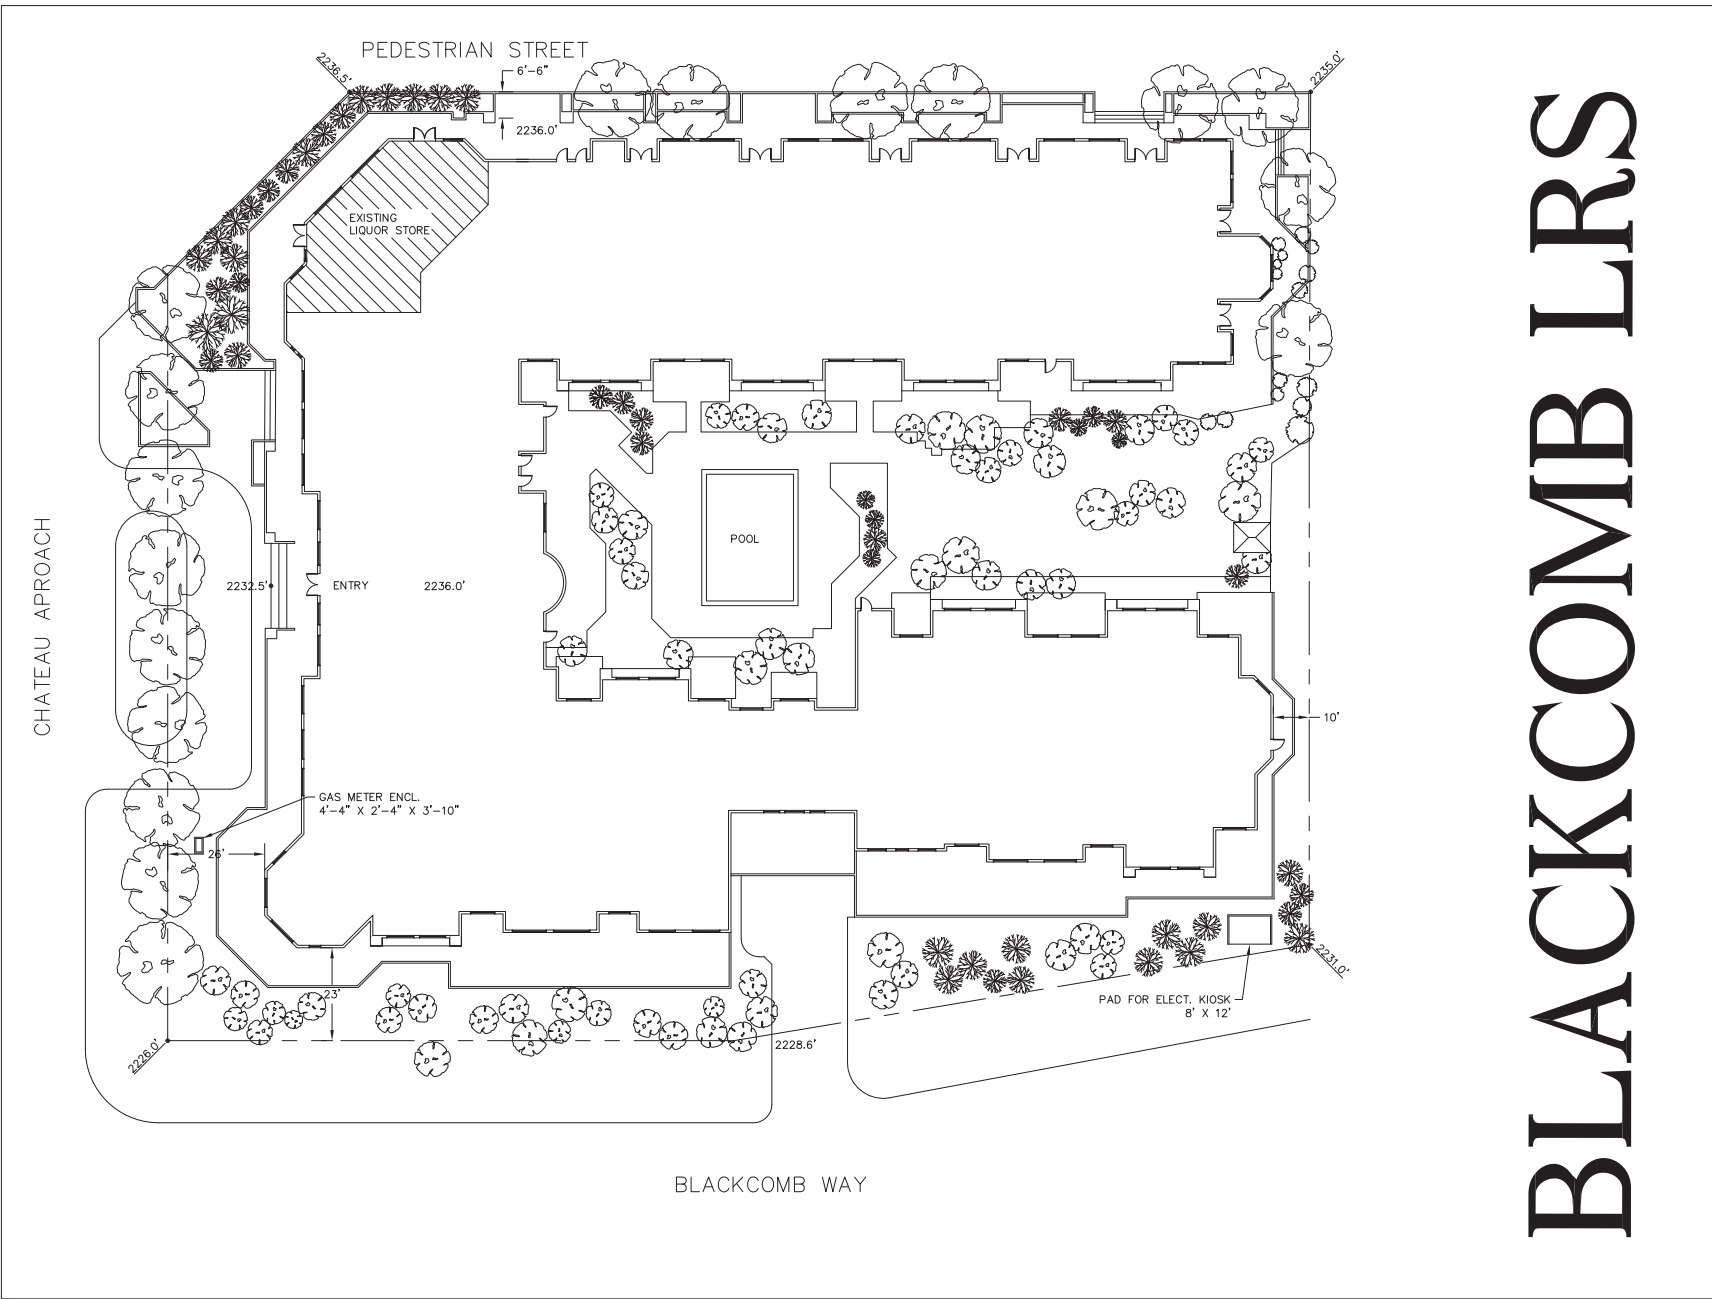 PEDESTRIAN STREET
2236.5'
6'-6"
2235.0'
2236.0'
EXISTING
LIQUOR STORE
POOL
CHATEAU APROACH
2232.5'
ENTRY
2236.0'
10'
GAS METER ENCL.
4'-4" X 2'-4" X 3'-10"
26'
23'
2231.0'
PAD FOR ELECT. KIOSK
8' X 12'
2226.0'
2228.6'
BLACKCOMB WAY
BLACKCOMB LRS